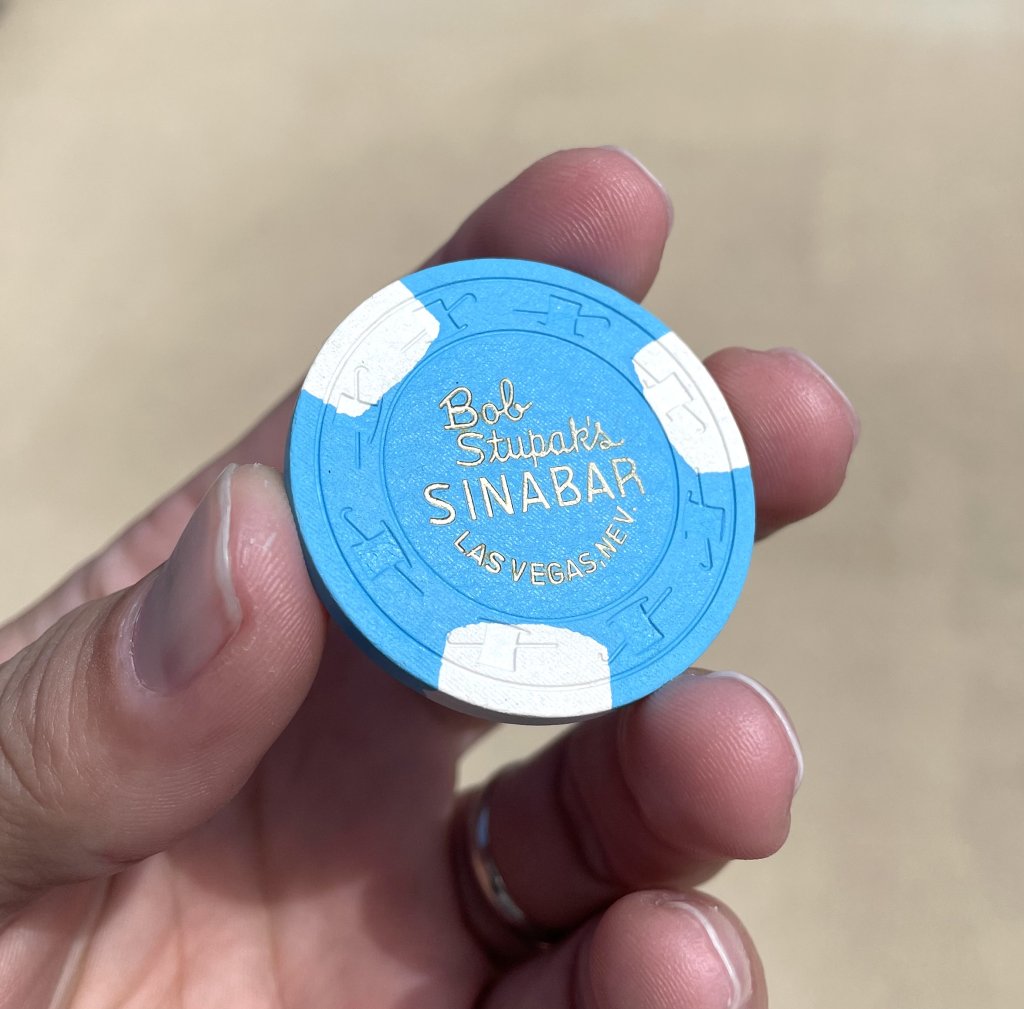 Bob
Stupak's
SINABAR
LAS VEGAS, NEV.